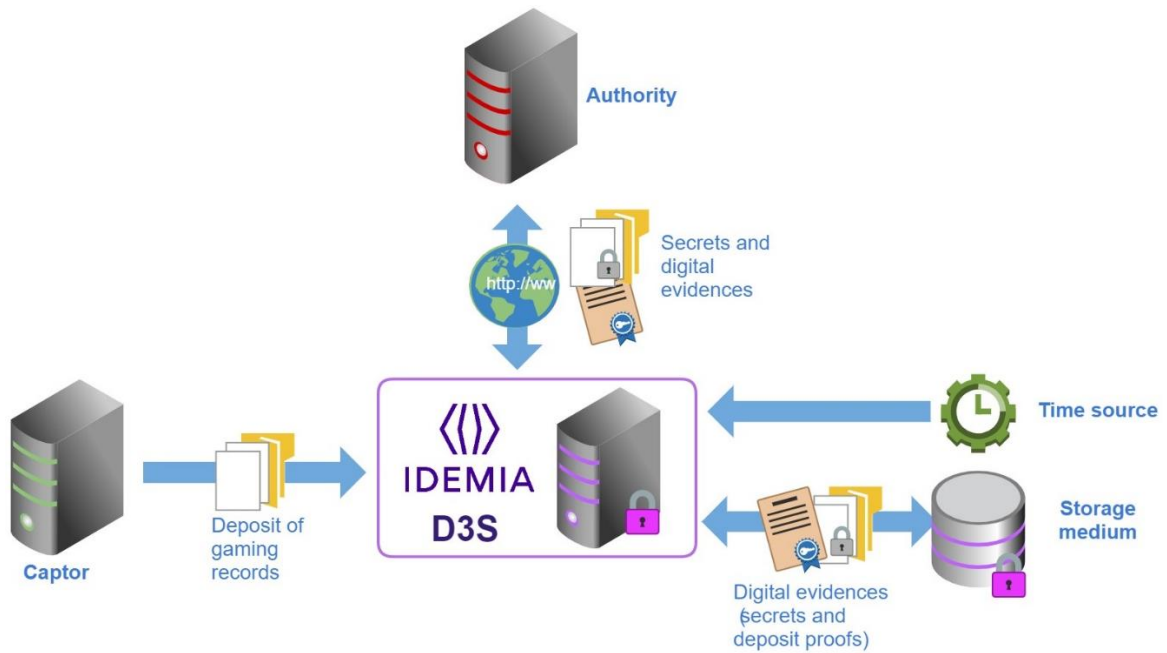 Authority
Secrets and
digital
evidences
http://ww
Time source
IDEMIA
D3S
Deposit of
gaming
records
Captor
Storage
medium
Digital evidences
(secrets and
deposit proofs)